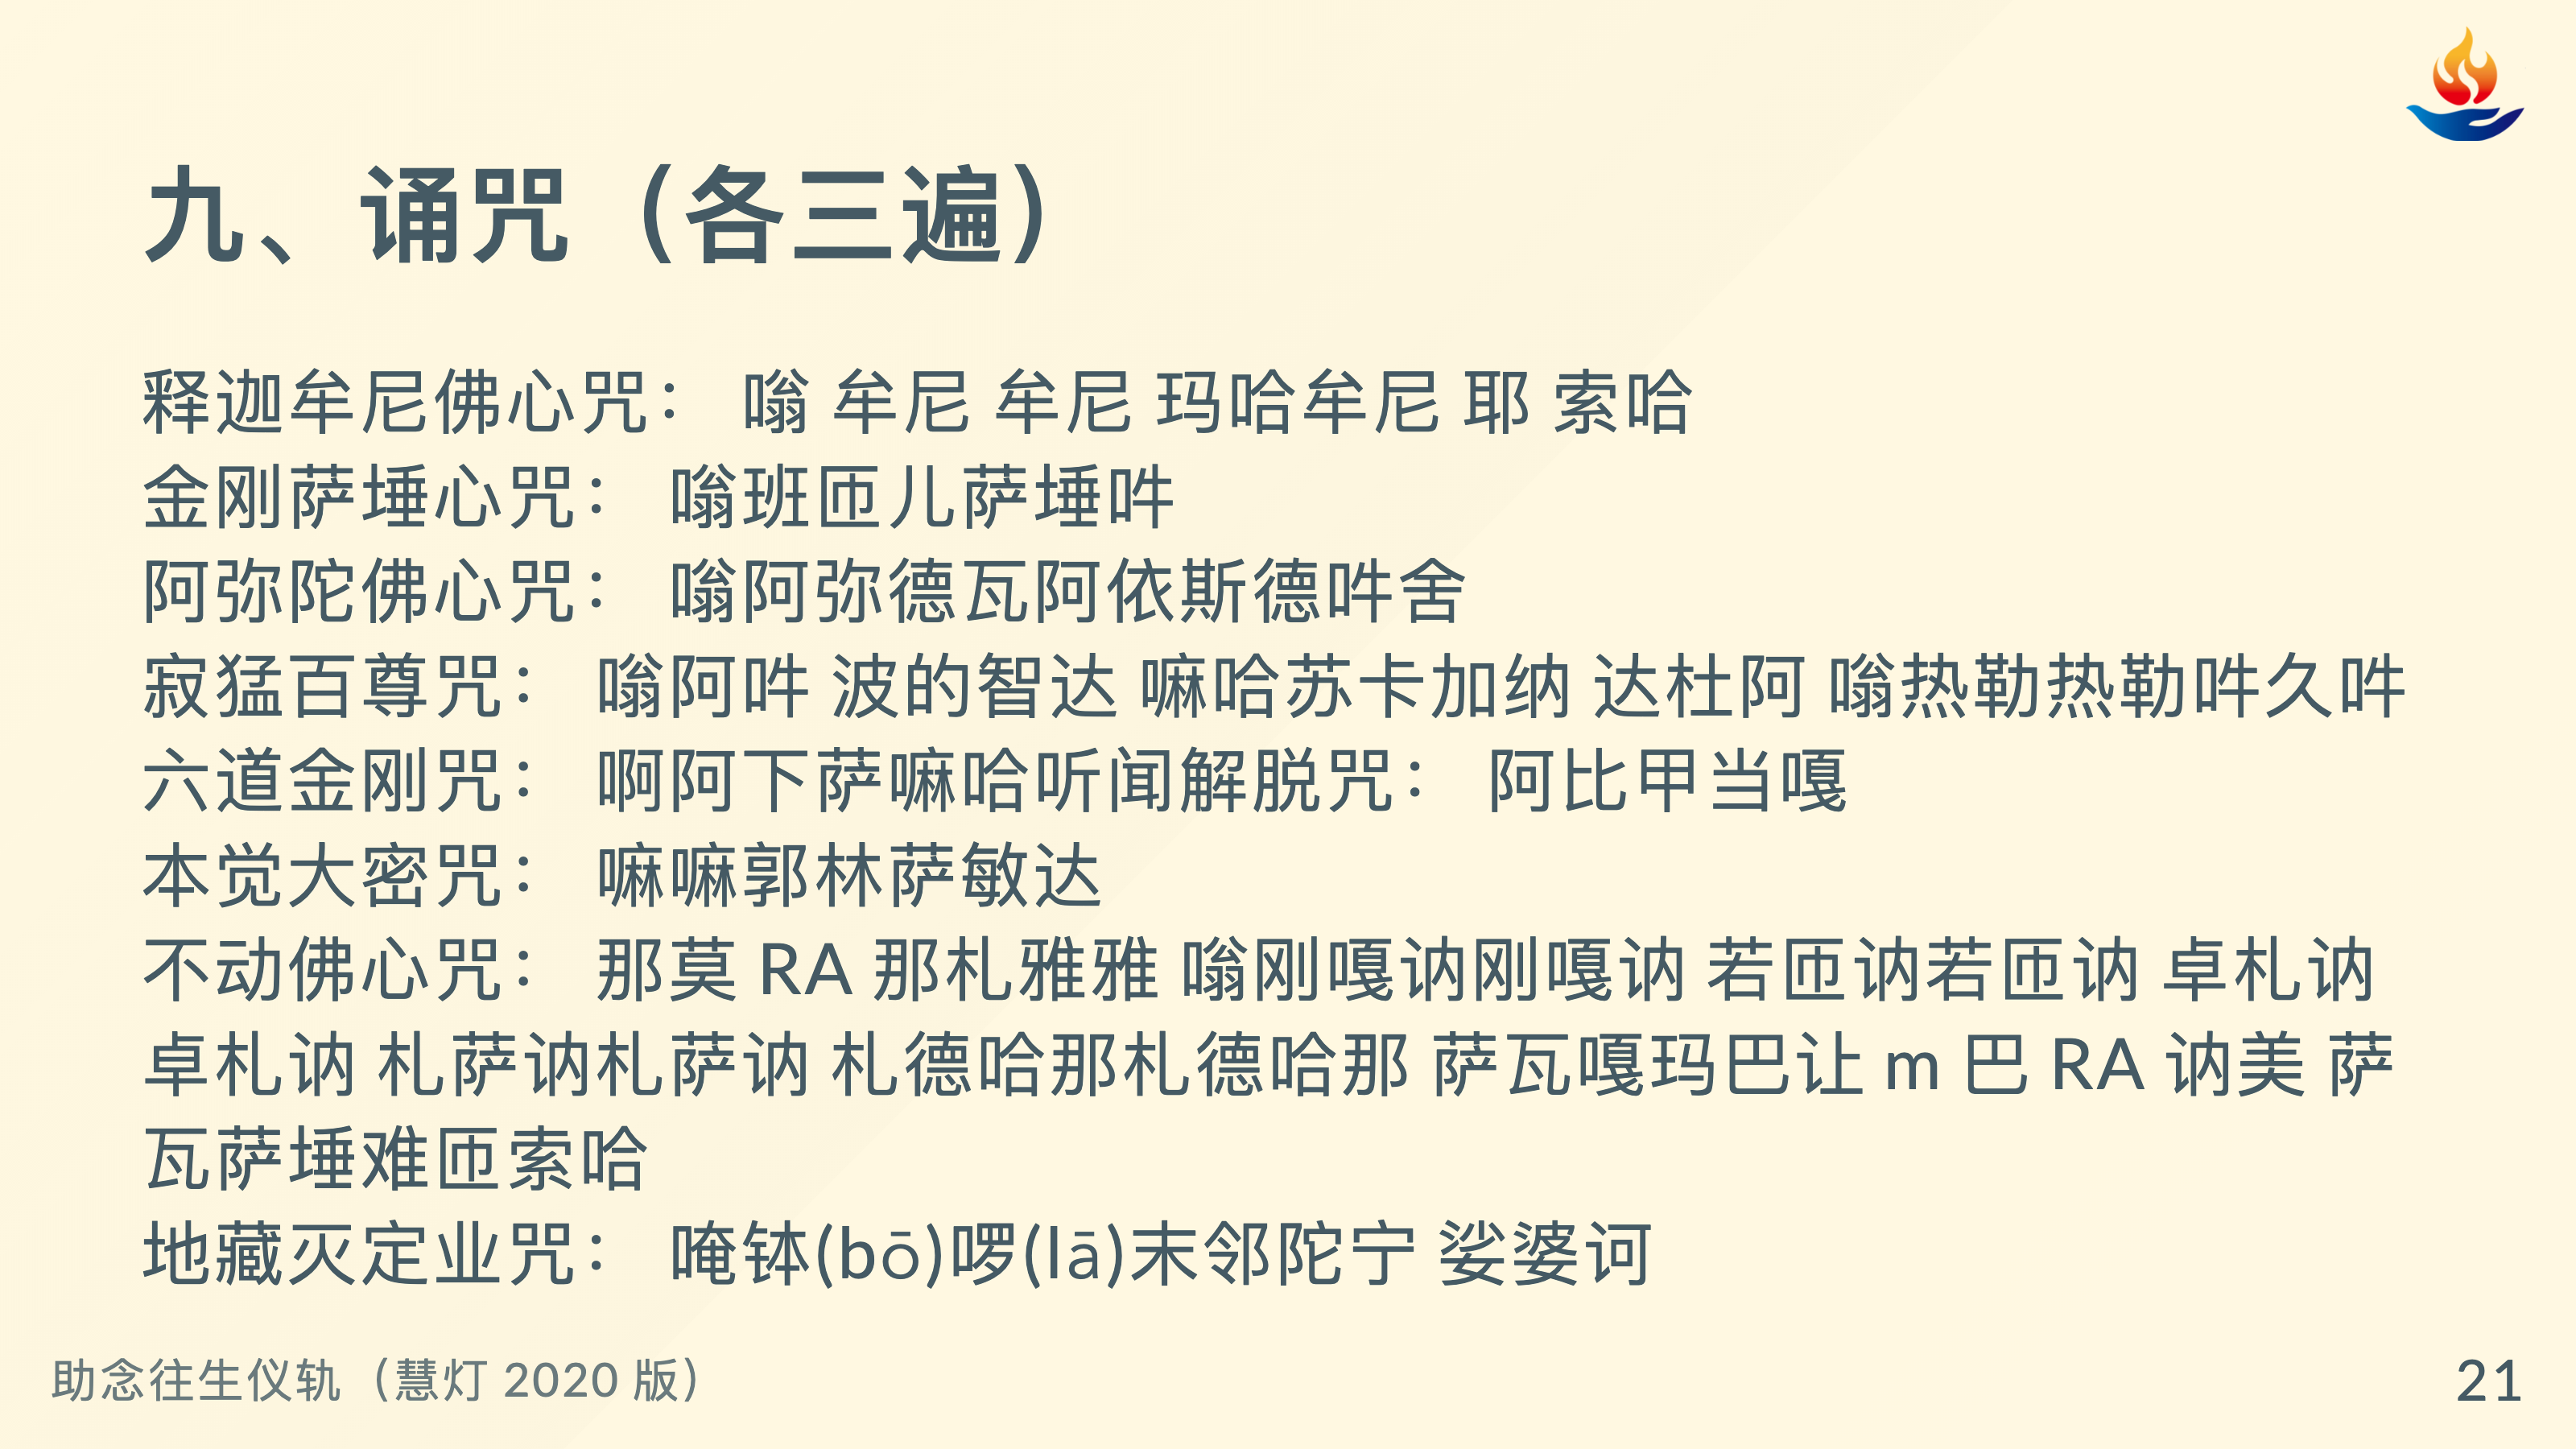 九、诵咒（各三遍）
释迦牟尼佛心咒： 嗡 牟尼 牟尼 玛哈牟尼 耶 索哈
金刚萨埵心咒： 嗡班匝儿萨埵吽
阿弥陀佛心咒： 嗡阿弥德瓦阿依斯德吽舍
寂猛百尊咒： 嗡阿吽 波的智达 嘛哈苏卡加纳 达杜阿 嗡热勒热勒吽久吽
六道金刚咒： 啊阿下萨嘛哈听闻解脱咒： 阿比甲当嘎
本觉大密咒： 嘛嘛郭林萨敏达
不动佛心咒： 那莫 RA 那札雅雅 嗡刚嘎讷刚嘎讷 若匝讷若匝讷 卓札讷
卓札讷 札萨讷札萨讷 札德哈那札德哈那 萨瓦嘎玛巴让 m 巴 RA 讷美 萨
瓦萨埵难匝索哈
地藏灭定业咒： 唵钵(bō)啰(lā)末邻陀宁 娑婆诃
助念往生仪轨（慧灯 2020 版）
21